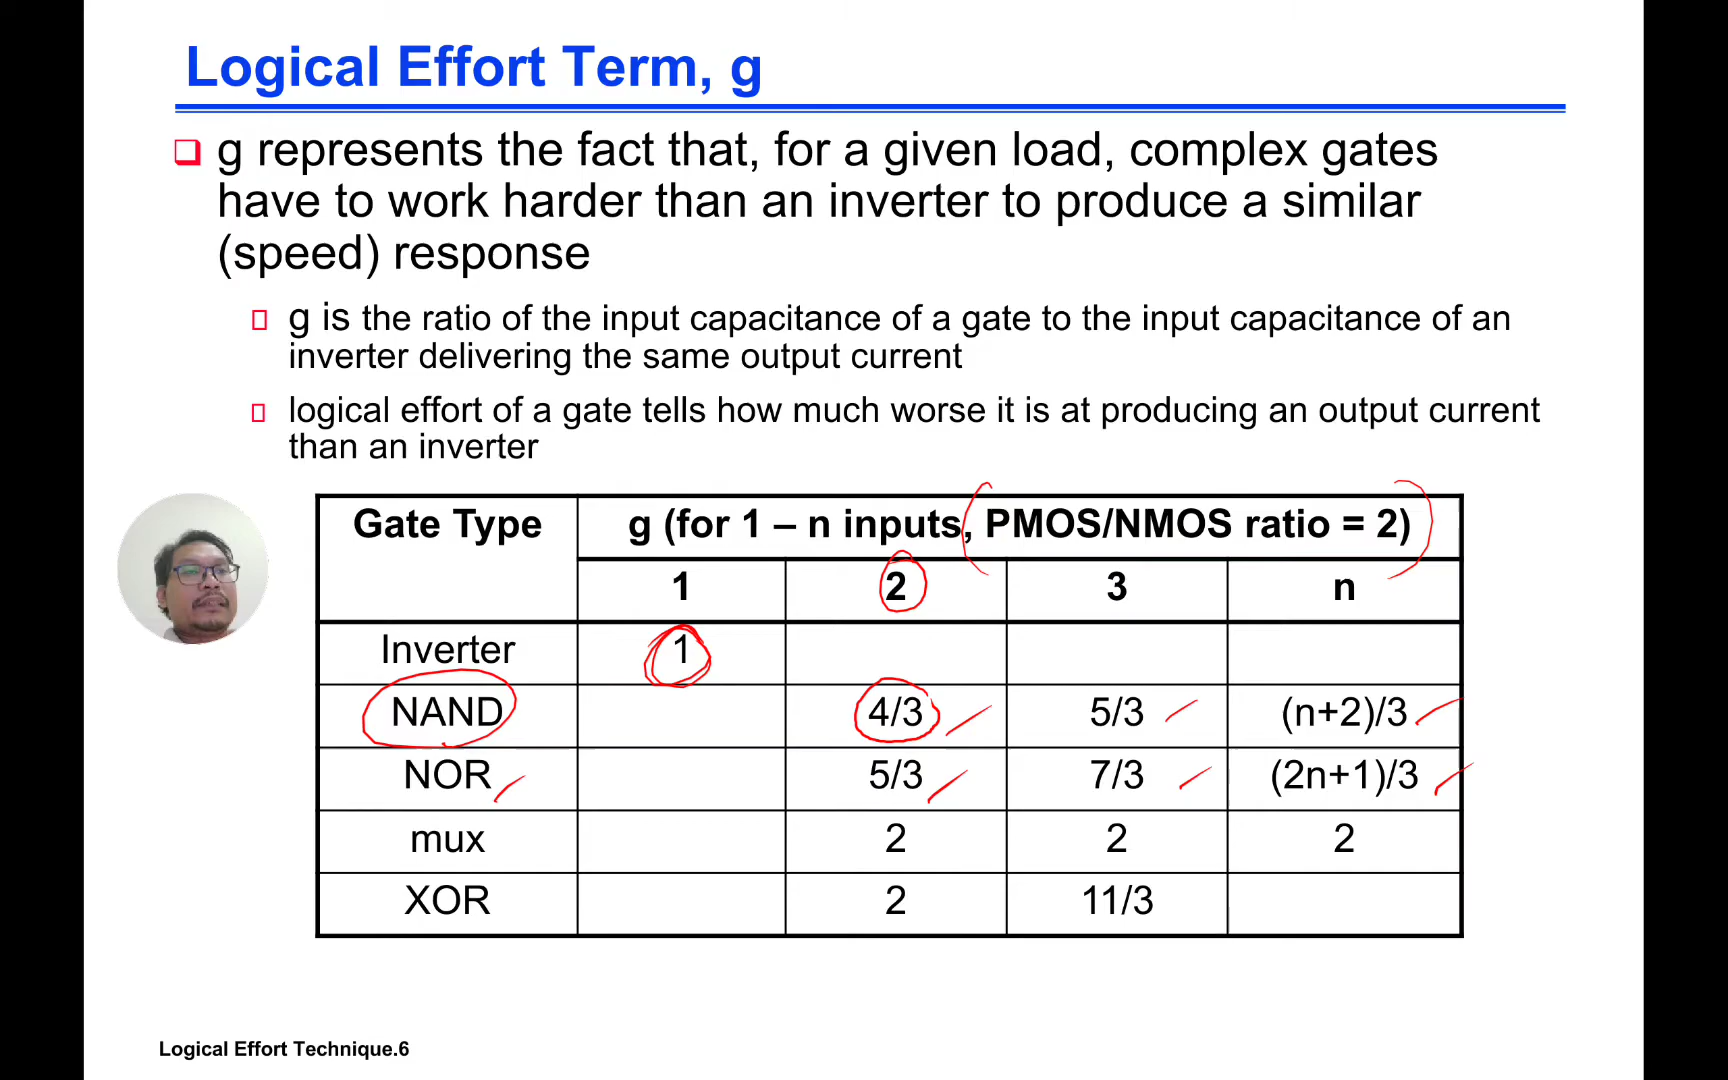 Logical Effort Term, g
g represents the fact that, for a given load, complex gates
have to work harder than an inverter to produce a similar
(speed) response
g is the ratio of the input capacitance of a gate to the input capacitance of an
inverter delivering the same output current
logical effort of a gate tells how much worse it is at producing an output current
than an inverter
Gate Type g (for 1 – n inputs, PMOS/NMOS ratio = 2)
1 2 3 n
Inverter 1
NAND 4/3 5/3 (n+2)/3
NOR 5/3 7/3 (2n+1)/3
mux 2 2 2
XOR 2 11/3
Logical Effort Technique.6